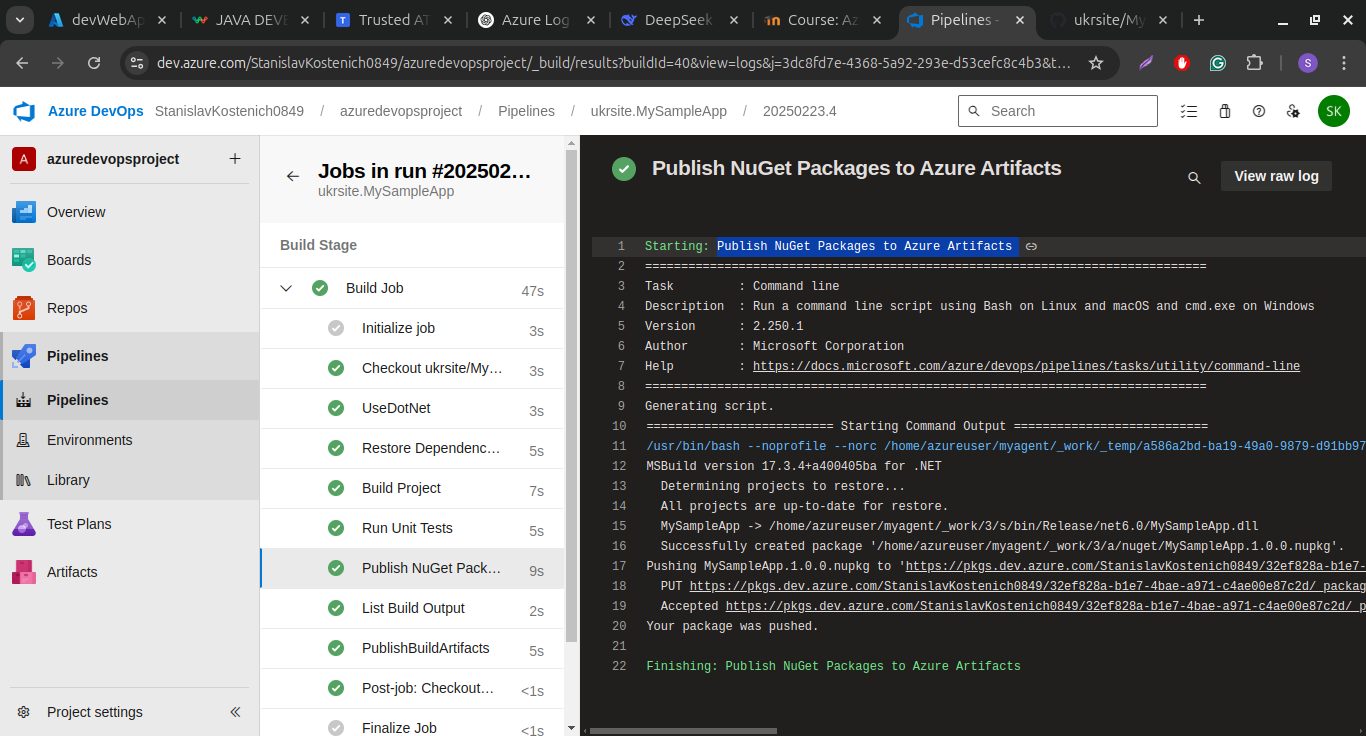 devWebAp
JAVA DEVE
Trusted AT
Azure Log
DeepSeek
Course: Az
Pipelines -
ukrsite/My
dev.azure.com/StanislavKostenich0849/azuredevopsproject/_build/results?buildId=40&view=logs&j=3dc8fd7e-4368-5a92-293e-d53cefc8c4b3&t...
S
Azure DevOps StanislavKostenich0849 / azuredevopsproject / Pipelines / ukrsite.MySampleApp / 20250223.4
Search
SK
A azuredevopsproject
Overview
Boards
Repos
Pipelines
Pipelines
Environments
Library
Test Plans
Artifacts
Project settings
Jobs in run #202502...
ukrsite.MySampleApp
Build Stage
Build Job 47s
Initialize job 3s
Checkout ukrsite/My... 3s
UseDotNet 3s
Restore Dependenc... 5s
Build Project 7s
Run Unit Tests 5s
Publish NuGet Pack... 9s
List Build Output 2s
PublishBuildArtifacts 5s
Post-job: Checkout... <1s
Finalize Job <1s
Publish NuGet Packages to Azure Artifacts
View raw log
1 Starting: Publish NuGet Packages to Azure Artifacts
2 ==============================================================================
3 Task         : Command line
4 Description  : Run a command line script using Bash on Linux and macOS and cmd.exe on Windows
5 Version      : 2.250.1
6 Author       : Microsoft Corporation
7 Help         : https://docs.microsoft.com/azure/devops/pipelines/tasks/utility/command-line
8 ==============================================================================
9 Generating script.
10 ========================== Starting Command Output ===========================
11 /usr/bin/bash --noprofile --norc /home/azureuser/myagent/_work/_temp/a586a2bd-ba19-49a0-9879-d91bb97
12 MSBuild version 17.3.4+a400405ba for .NET
13   Determining projects to restore...
14   All projects are up-to-date for restore.
15   MySampleApp -> /home/azureuser/myagent/_work/3/s/bin/Release/net6.0/MySampleApp.dll
16   Successfully created package '/home/azureuser/myagent/_work/3/a/nuget/MySampleApp.1.0.0.nupkg'.
17 Pushing MySampleApp.1.0.0.nupkg to 'https://pkgs.dev.azure.com/StanislavKostenich0849/32ef828a-b1e7-
18   PUT https://pkgs.dev.azure.com/StanislavKostenich0849/32ef828a-b1e7-4bae-a971-c4ae00e87c2d/_packag
19   Accepted https://pkgs.dev.azure.com/StanislavKostenich0849/32ef828a-b1e7-4bae-a971-c4ae00e87c2d/_p
20 Your package was pushed.
21
22 Finishing: Publish NuGet Packages to Azure Artifacts